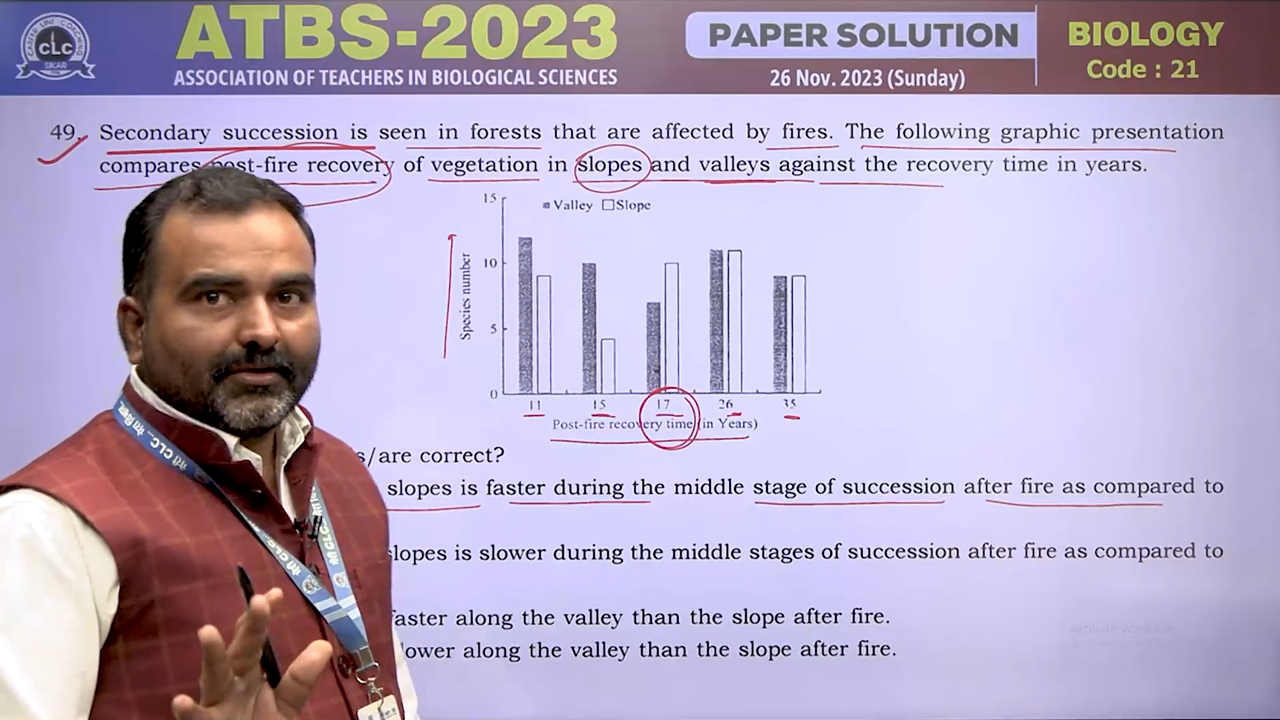 CLC
SIKAR
ATBS-2023
ASSOCIATION OF TEACHERS IN BIOLOGICAL SCIENCES
PAPER SOLUTION
26 Nov. 2023 (Sunday)
BIOLOGY
Code : 21
49. Secondary succession is seen in forests that are affected by fires. The following graphic presentation
compares post-fire recovery of vegetation in slopes and valleys against the recovery time in years.
Valley Slope
15
10
5
0
Species number
11 15 17 26 35
Post-fire recovery time (in Years)
s/are correct?
slopes is faster during the middle stage of succession after fire as compared to
slopes is slower during the middle stages of succession after fire as compared to
faster along the valley than the slope after fire.
lower along the valley than the slope after fire.
CLC